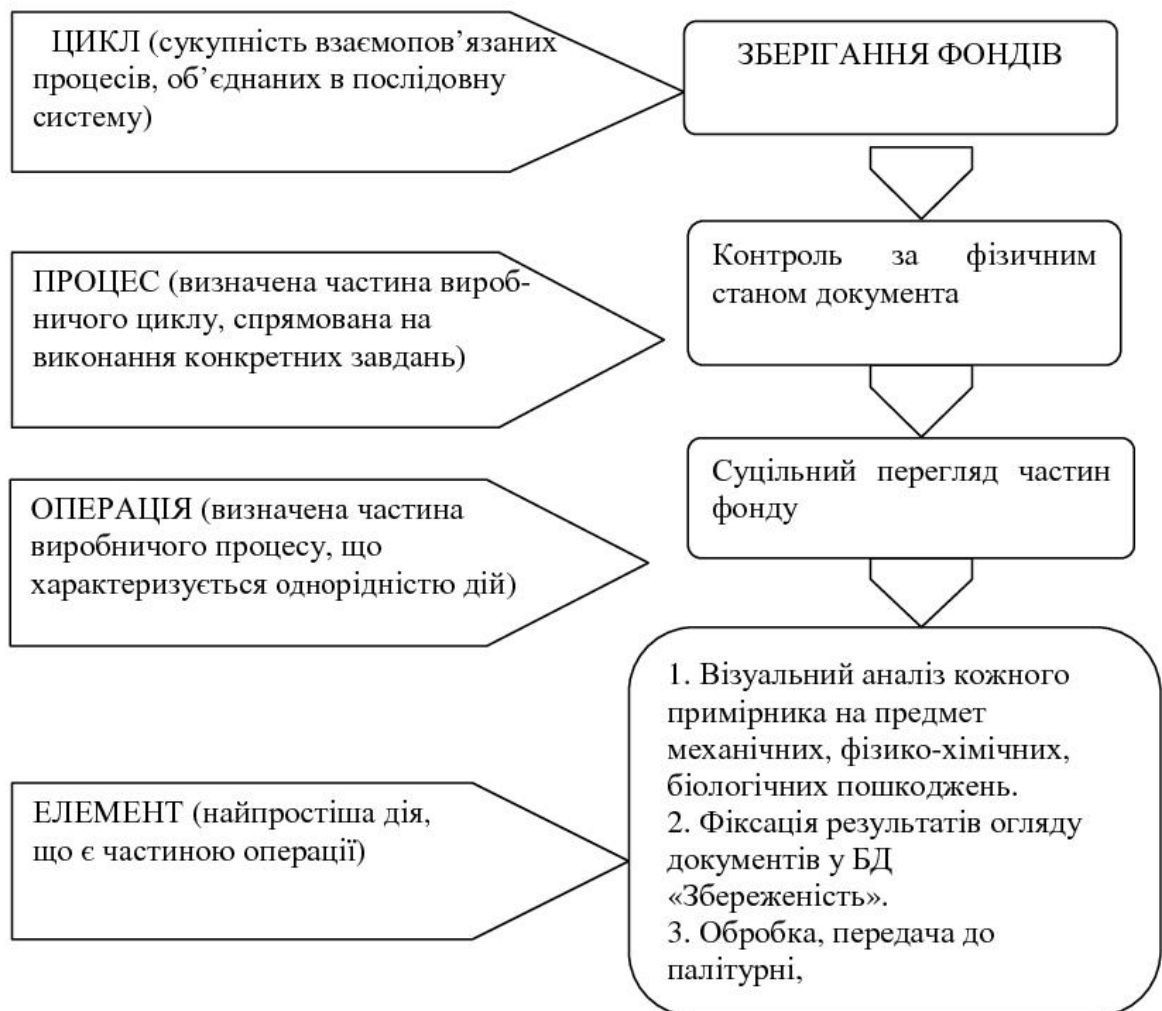 ЦИКЛ (сукупність взаємопов’язаних
процесів, об’єднаних в послідовну
систему)
ЗБЕРІГАННЯ ФОНДІВ
ПРОЦЕС (визначена частина вироб-
ничого циклу, спрямована на
виконання конкретних завдань)
Контроль за фізичним
станом документа
ОПЕРАЦІЯ (визначена частина
виробничого процесу, що
характеризується однорідністю дій)
Суцільний перегляд частин
фонду
ЕЛЕМЕНТ (найпростіша дія,
що є частиною операції)
1. Візуальний аналіз кожного
примірника на предмет
механічних, фізико-хімічних,
біологічних пошкоджень.
2. Фіксація результатів огляду
документів у БД
«Збереженість».
3. Обробка, передача до
палітурні,